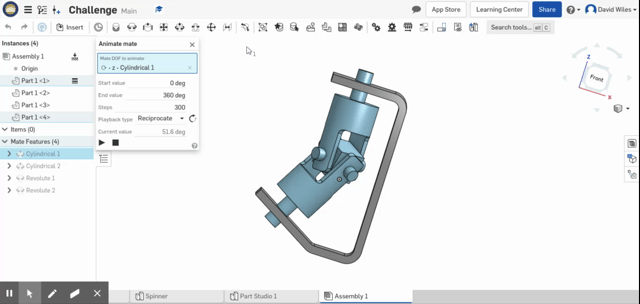 Challenge Main
App Store
Learning Center
Share
David Wiles
Insert
Search tools...
alt C
Instances (4)
Assembly 1
Origin
Part 1 <1>
Part 1 <2>
Part 1 <3>
Part 1 <4>
Items (0)
Mate Features (4)
Cylindrical 1
Cylindrical 2
Revolute 1
Revolute 2
Animate mate
Mate DOF to animate
- z - Cylindrical 1
Start value 0 deg
End value 360 deg
Steps 300
Playback type Reciprocate
Current value 51.6 deg
Z
Front
X
Spinner
Part Studio 1
Assembly 1